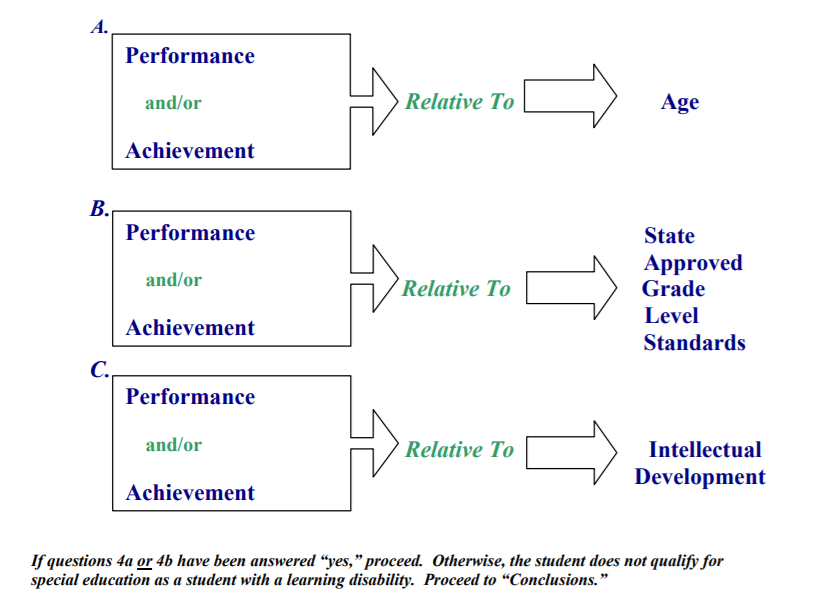 A.
Performance
and/or
Achievement
Relative To
Age
B.
Performance
and/or
Achievement
Relative To
State
Approved
Grade
Level
Standards
C.
Performance
and/or
Achievement
Relative To
Intellectual
Development
If questions 4a or 4b have been answered “yes,” proceed.  Otherwise, the student does not qualify for
special education as a student with a learning disability.  Proceed to “Conclusions.”